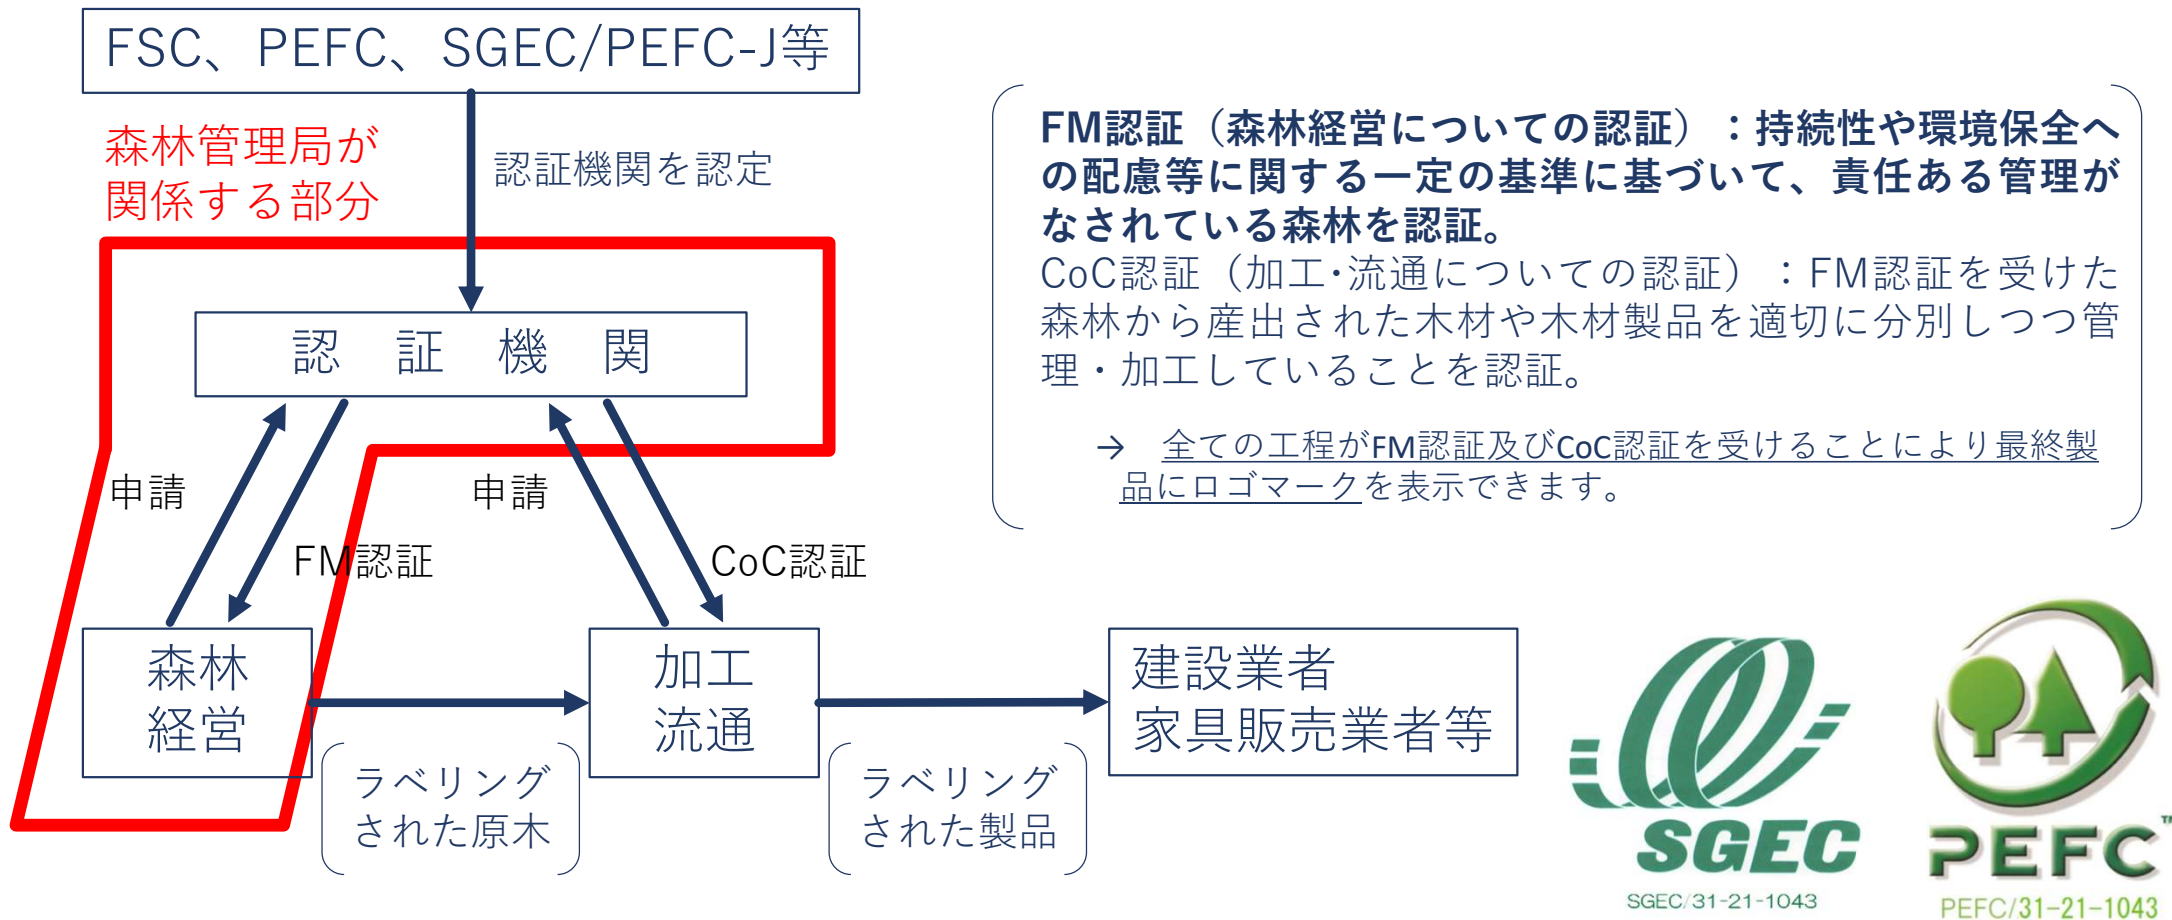 FSC、PEFC、SGEC/PEFC-J等
森林管理局が
関係する部分
認証機関を認定
認 証 機 関
申請
申請
FM認証
CoC認証
森林
経営
加工
流通
建設業者
家具販売業者等
ラベリング
された原木
ラベリング
された製品
FM認証（森林経営についての認証）：持続性や環境保全へ
の配慮等に関する一定の基準に基づいて、責任ある管理が
なされている森林を認証。
CoC認証（加工･流通についての認証）：FM認証を受けた
森林から産出された木材や木材製品を適切に分別しつつ管
理・加工していることを認証。
→ 全ての工程がFM認証及びCoC認証を受けることにより最終製
品にロゴマークを表示できます。
SGEC
SGEC/31-21-1043
PEFC™
PEFC/31-21-1043